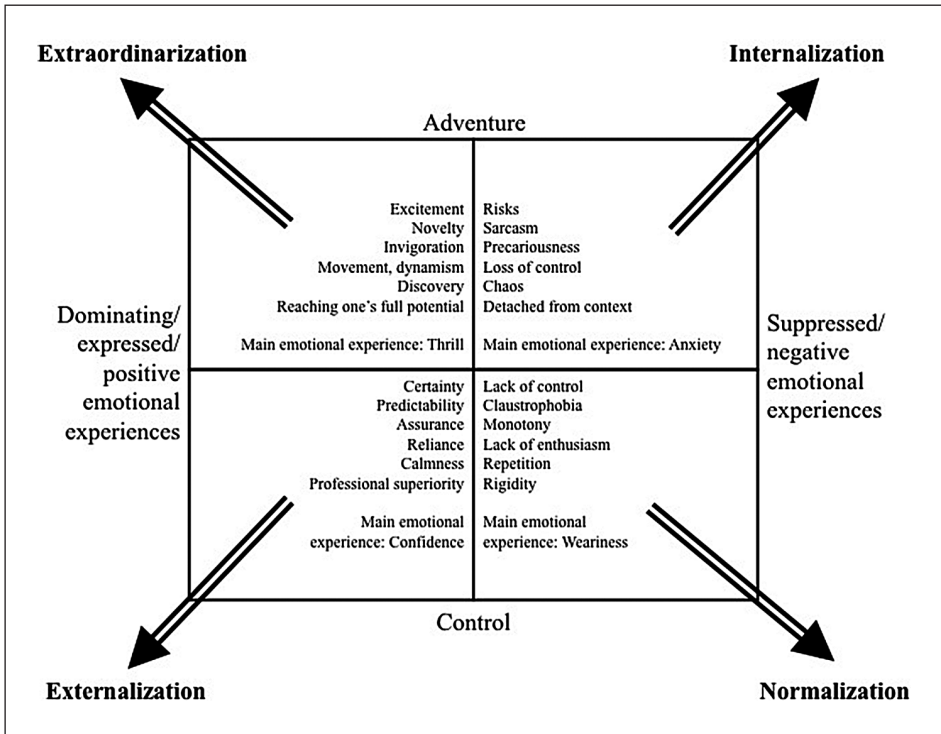 Extraordinarization
Internalization
Adventure
Excitement
Novelty
Invigoration
Movement, dynamism
Discovery
Reaching one's full potential
Main emotional experience: Thrill
Risks
Sarcasm
Precariousness
Loss of control
Chaos
Detached from context
Main emotional experience: Anxiety
Dominating/
expressed/
positive
emotional
experiences
Suppressed/
negative
emotional
experiences
Certainty
Predictability
Assurance
Reliance
Calmness
Professional superiority
Main emotional
experience: Confidence
Lack of control
Claustrophobia
Monotony
Lack of enthusiasm
Repetition
Rigidity
Main emotional
experience: Weariness
Control
Externalization
Normalization